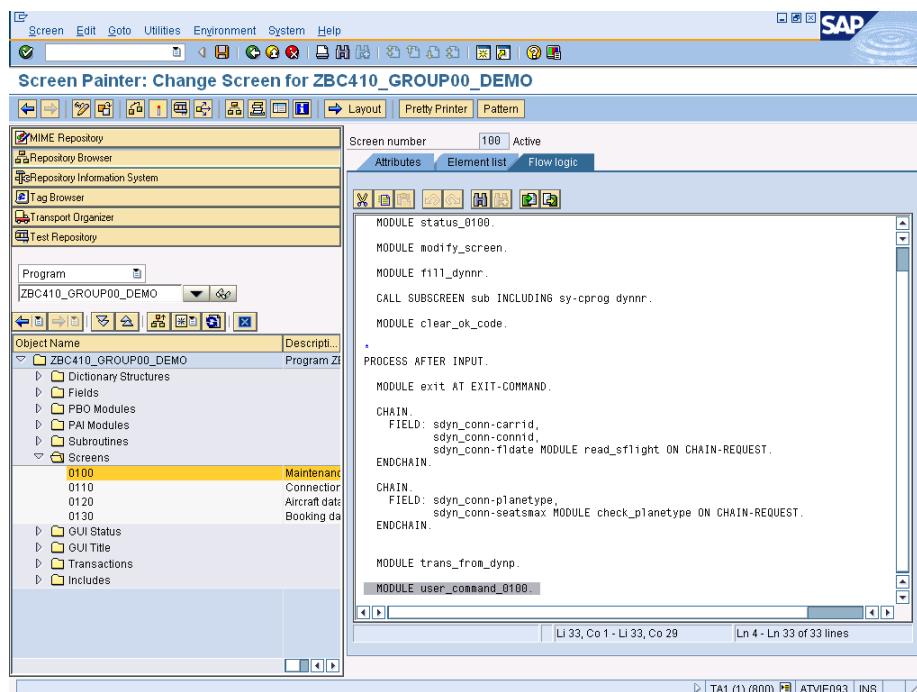 Screen Edit Goto Utilities Environment System Help
SAP
Screen Painter: Change Screen for ZBC410_GROUP00_DEMO
Layout Pretty Printer Pattern
MIME Repository
Repository Browser
Repository Information System
Tag Browser
Transport Organizer
Test Repository
Program
ZBC410_GROUP00_DEMO
Object Name Descripti...
ZBC410_GROUP00_DEMO Program ZB
Dictionary Structures
Fields
PBO Modules
PAI Modules
Subroutines
Screens
0100 Maintenanc
0110 Connection
0120 Aircraft data
0130 Booking da
GUI Status
GUI Title
Transactions
Includes
Screen number 100 Active
Attributes Element list Flow logic
MODULE status_0100.
MODULE modify_screen.
MODULE fill_dynnr.
CALL SUBSCREEN sub INCLUDING sy-cprog dynnr.
MODULE clear_ok_code.
*
PROCESS AFTER INPUT.
MODULE exit AT EXIT-COMMAND.
CHAIN.
FIELD: sdyn_conn-carrid,
sdyn_conn-connid,
sdyn_conn-fldate MODULE read_sflight ON CHAIN-REQUEST.
ENDCHAIN.
CHAIN.
FIELD: sdyn_conn-planetype,
sdyn_conn-seatsmax MODULE check_planetype ON CHAIN-REQUEST.
ENDCHAIN.
MODULE trans_from_dynp.
MODULE user_command_0100.
Li 33, Co 1 - Li 33, Co 29 Ln 4 - Ln 33 of 33 lines
TA1 (1) (800) ATVIE093 INS